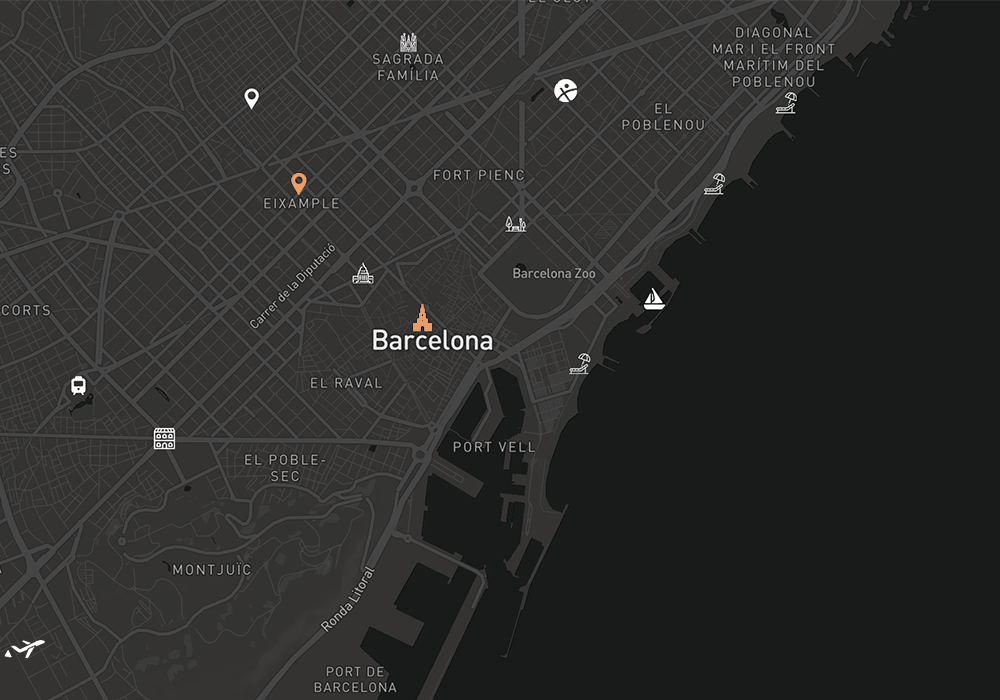 SAGRADA
FAMÍLIA
DIAGONAL
MAR I EL FRONT
MARÍTIM DEL
POBLENOU
EL
POBLENOU
ES
S
FORT PIENC
EIXAMPLE
Carrer de la Diputació
Barcelona Zoo
CORTS
Barcelona
EL RAVAL
PORT VELL
EL POBLE-
SEC
MONTJUÏC
Ronda Litoral
PORT DE
BARCELONA